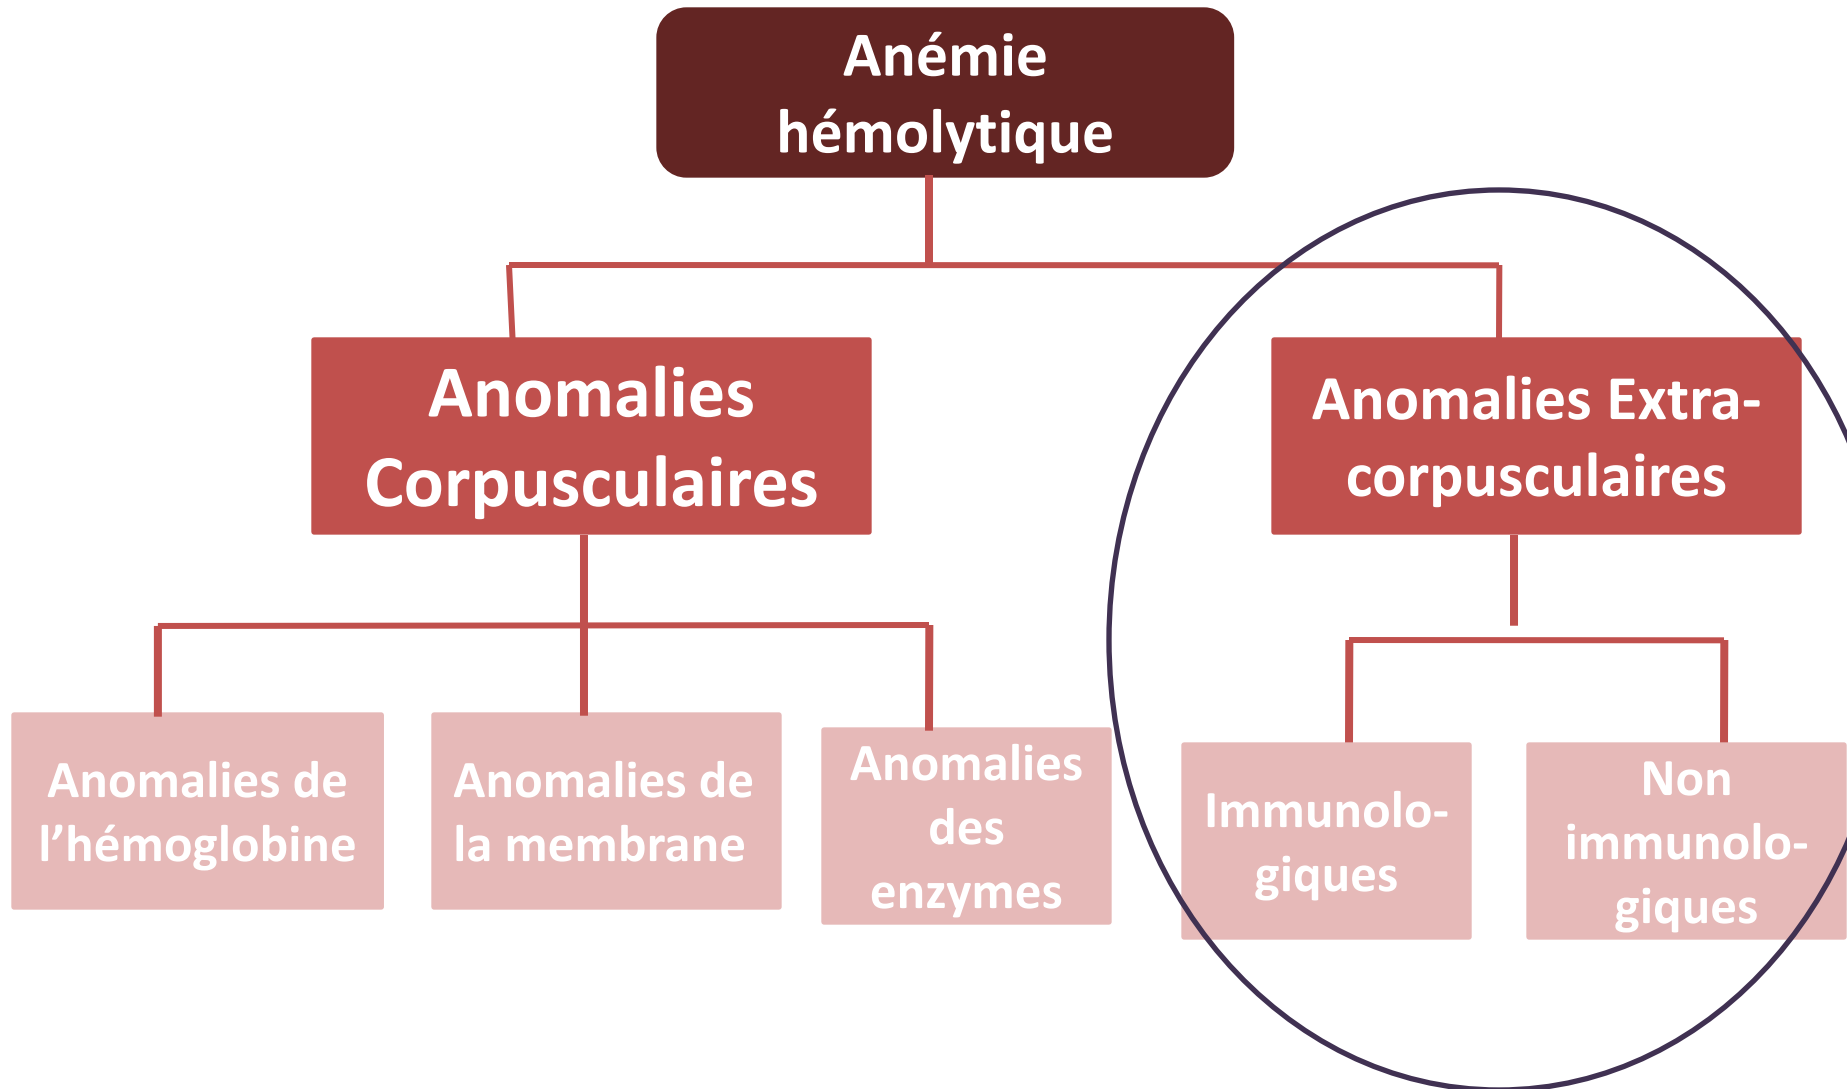 Anémie
hémolytique
Anomalies
Corpusculaires
Anomalies Extra-
corpusculaires
Anomalies de
l’hémoglobine
Anomalies de
la membrane
Anomalies
des
enzymes
Immunolo-
giques
Non
immunolo-
giques